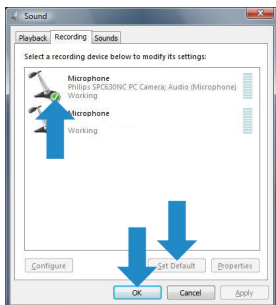 Sound
Playback Recording Sounds
Select a recording device below to modify its settings:
Microphone
Philips SPC630NC PC Camera; Audio (Microphone)
Working
Microphone
Working
Configure Set Default Properties
OK Cancel Apply